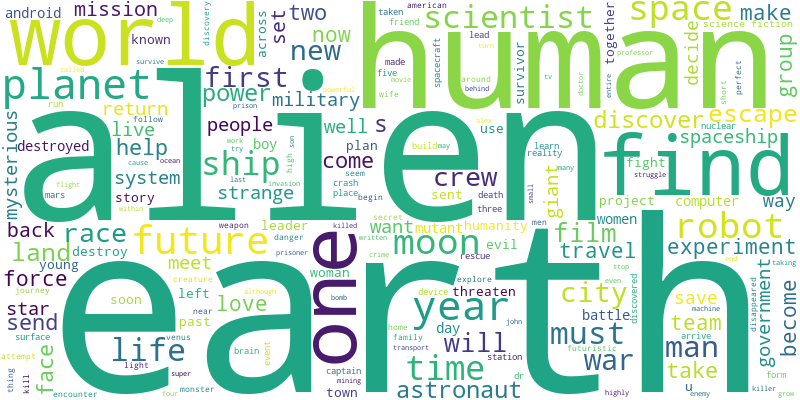 android
mission
deep
discovery
across
set
two
now
new
world
known
survive
human
taken
american
friend
lead
turn
scientist
space
make
together
science fiction
professor
decide
group
planet
called
first
power
powerful
prison
military
made
five
movie
wife
spacecraft
around
behind
survivor
tv
doctor
entire
perfect
short
run
return
live
follow
people
work
try
boy
son
high
alien
well
s
plan
use
alex
build
may
learn
reality
discover
nuclear
escape
mysterious
destroyed
help
cause
ocean
ship
come
seem
crash
place
find
spaceship
many
fight
struggle
mars
flight
system
story
within
strange
last
invasion
begin
crew
sent
death
three
small
giant
project
computer
way
back
race
future
weapon
leader
danger
killed
secret
written
want
mutant
humanity
men
women
robot
land
destroy
young
meet
prisoner
woman
one
moon
evil
crime
rescue
film
travel
experiment
force
journey
creature
although
soon
left
love
bomb
device
explore
threaten
stop
even
discovered
end
taking
star
send
surface
near
past
earth
home
year
day
john
city
battle
save
machine
team
arrive
disappeared
government
become
face
venus
life
light
brain
event
family
transport
time
will
station
futuristic
must
war
man
take
form
attempt
thing
kill
encounter
super
four
monster
captain
mining
town
astronaut
dr
highly
u
enemy
killer
grow